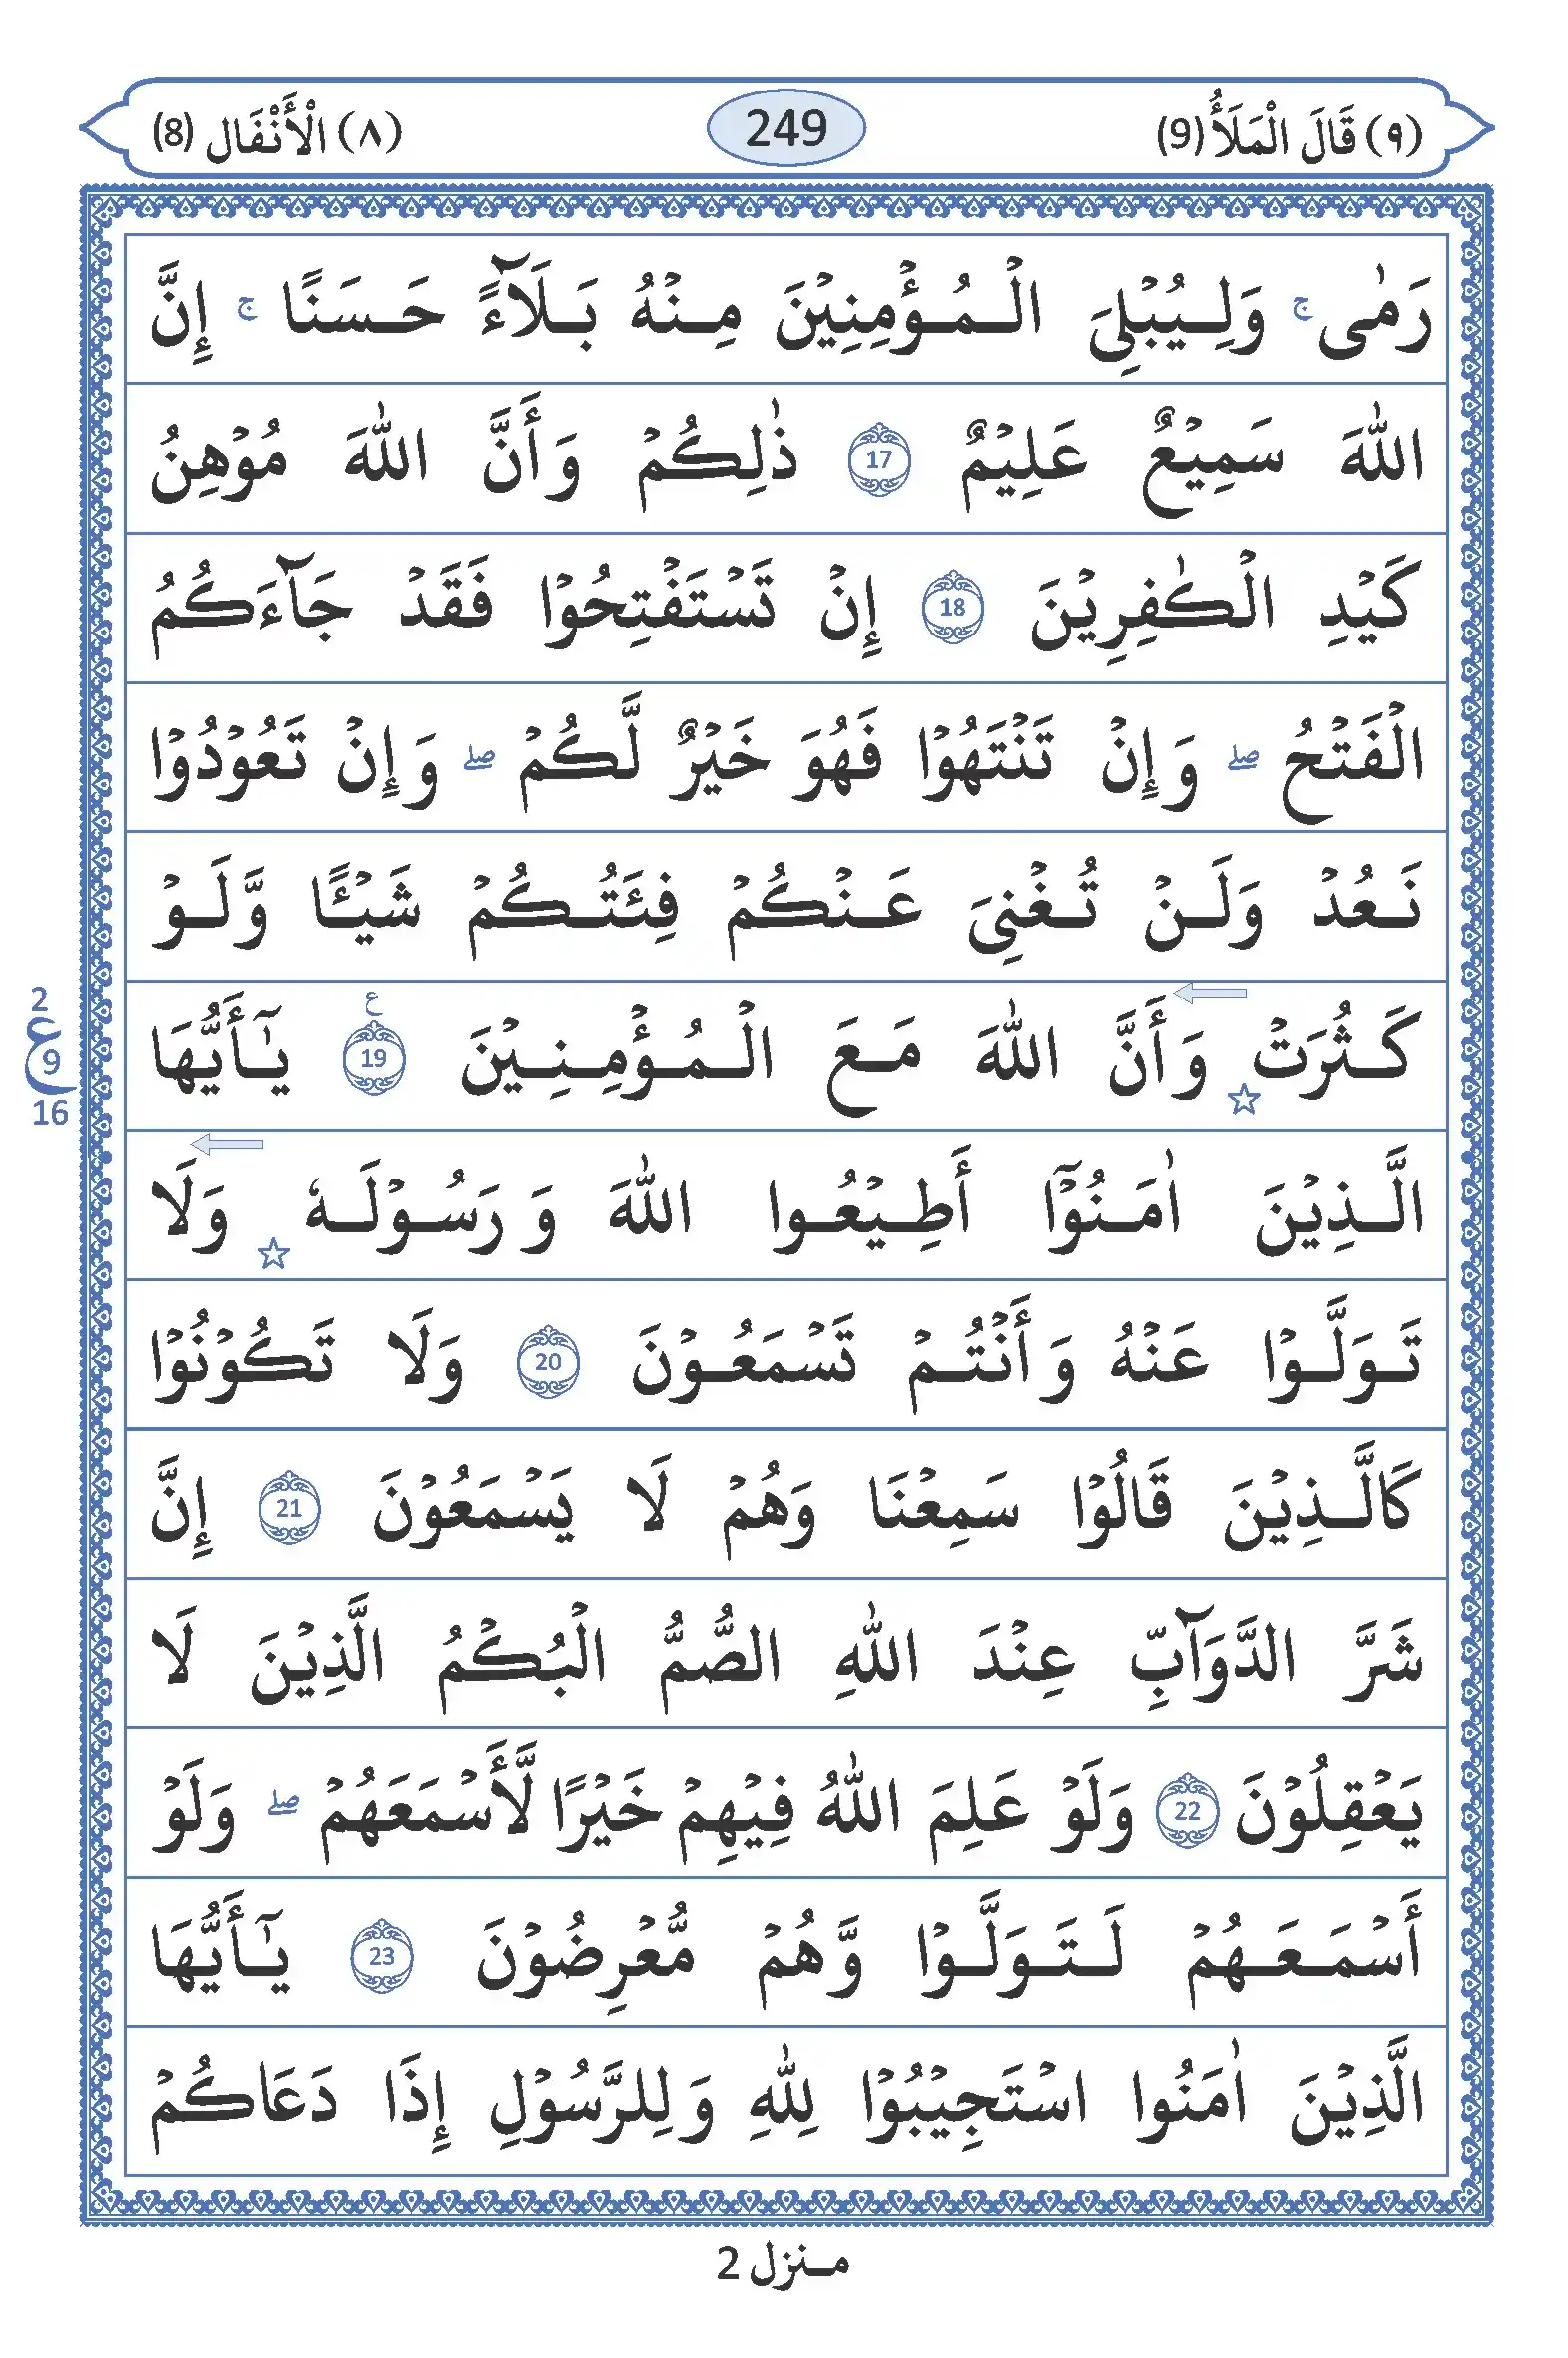 (٩) قَالَ الْمَلَأُ (9) 249 (٨) الْأَنْفَال (8)
رَمٰى ۚ وَلِيُبْلِىَ الْمُؤْمِنِيْنَ مِنْهُ بَلَآءً حَسَنًا ۚ إِنَّ
اللّٰهَ سَمِيْعٌ عَلِيْمٌ 17 ذٰلِكُمْ وَأَنَّ اللّٰهَ مُوْهِنُ
كَيْدِ الْكٰفِرِيْنَ 18 إِنْ تَسْتَفْتِحُوْا فَقَدْ جَآءَكُمُ
الْفَتْحُ ۖ وَإِنْ تَنْتَهُوْا فَهُوَ خَيْرٌ لَّكُمْ ۖ وَإِنْ تَعُوْدُوْا
نَعُدْ وَلَنْ تُغْنِىَ عَنْكُمْ فِئَتُكُمْ شَيْـًٔا وَّلَوْ
كَثُرَتْ ☆ ← وَأَنَّ اللّٰهَ مَعَ الْمُؤْمِنِيْنَ 19 ع يٰٓأَيُّهَا
2 ع 9 16
الَّذِيْنَ اٰمَنُوْٓا أَطِيْعُوا اللّٰهَ وَرَسُوْلَهٗ ☆ ← وَلَا
تَوَلَّوْا عَنْهُ وَأَنْتُمْ تَسْمَعُوْنَ 20 وَلَا تَكُوْنُوْا
كَالَّذِيْنَ قَالُوْا سَمِعْنَا وَهُمْ لَا يَسْمَعُوْنَ 21 إِنَّ
شَرَّ الدَّوَآبِّ عِنْدَ اللّٰهِ الصُّمُّ الْبُكْمُ الَّذِيْنَ لَا
يَعْقِلُوْنَ 22 وَلَوْ عَلِمَ اللّٰهُ فِيْهِمْ خَيْرًا لَّأَسْمَعَهُمْ ۖ وَلَوْ
أَسْمَعَهُمْ لَتَوَلَّوْا وَّهُمْ مُّعْرِضُوْنَ 23 يٰٓأَيُّهَا
الَّذِيْنَ اٰمَنُوا اسْتَجِيْبُوْا لِلّٰهِ وَلِلرَّسُوْلِ إِذَا دَعَاكُمْ
منزل 2